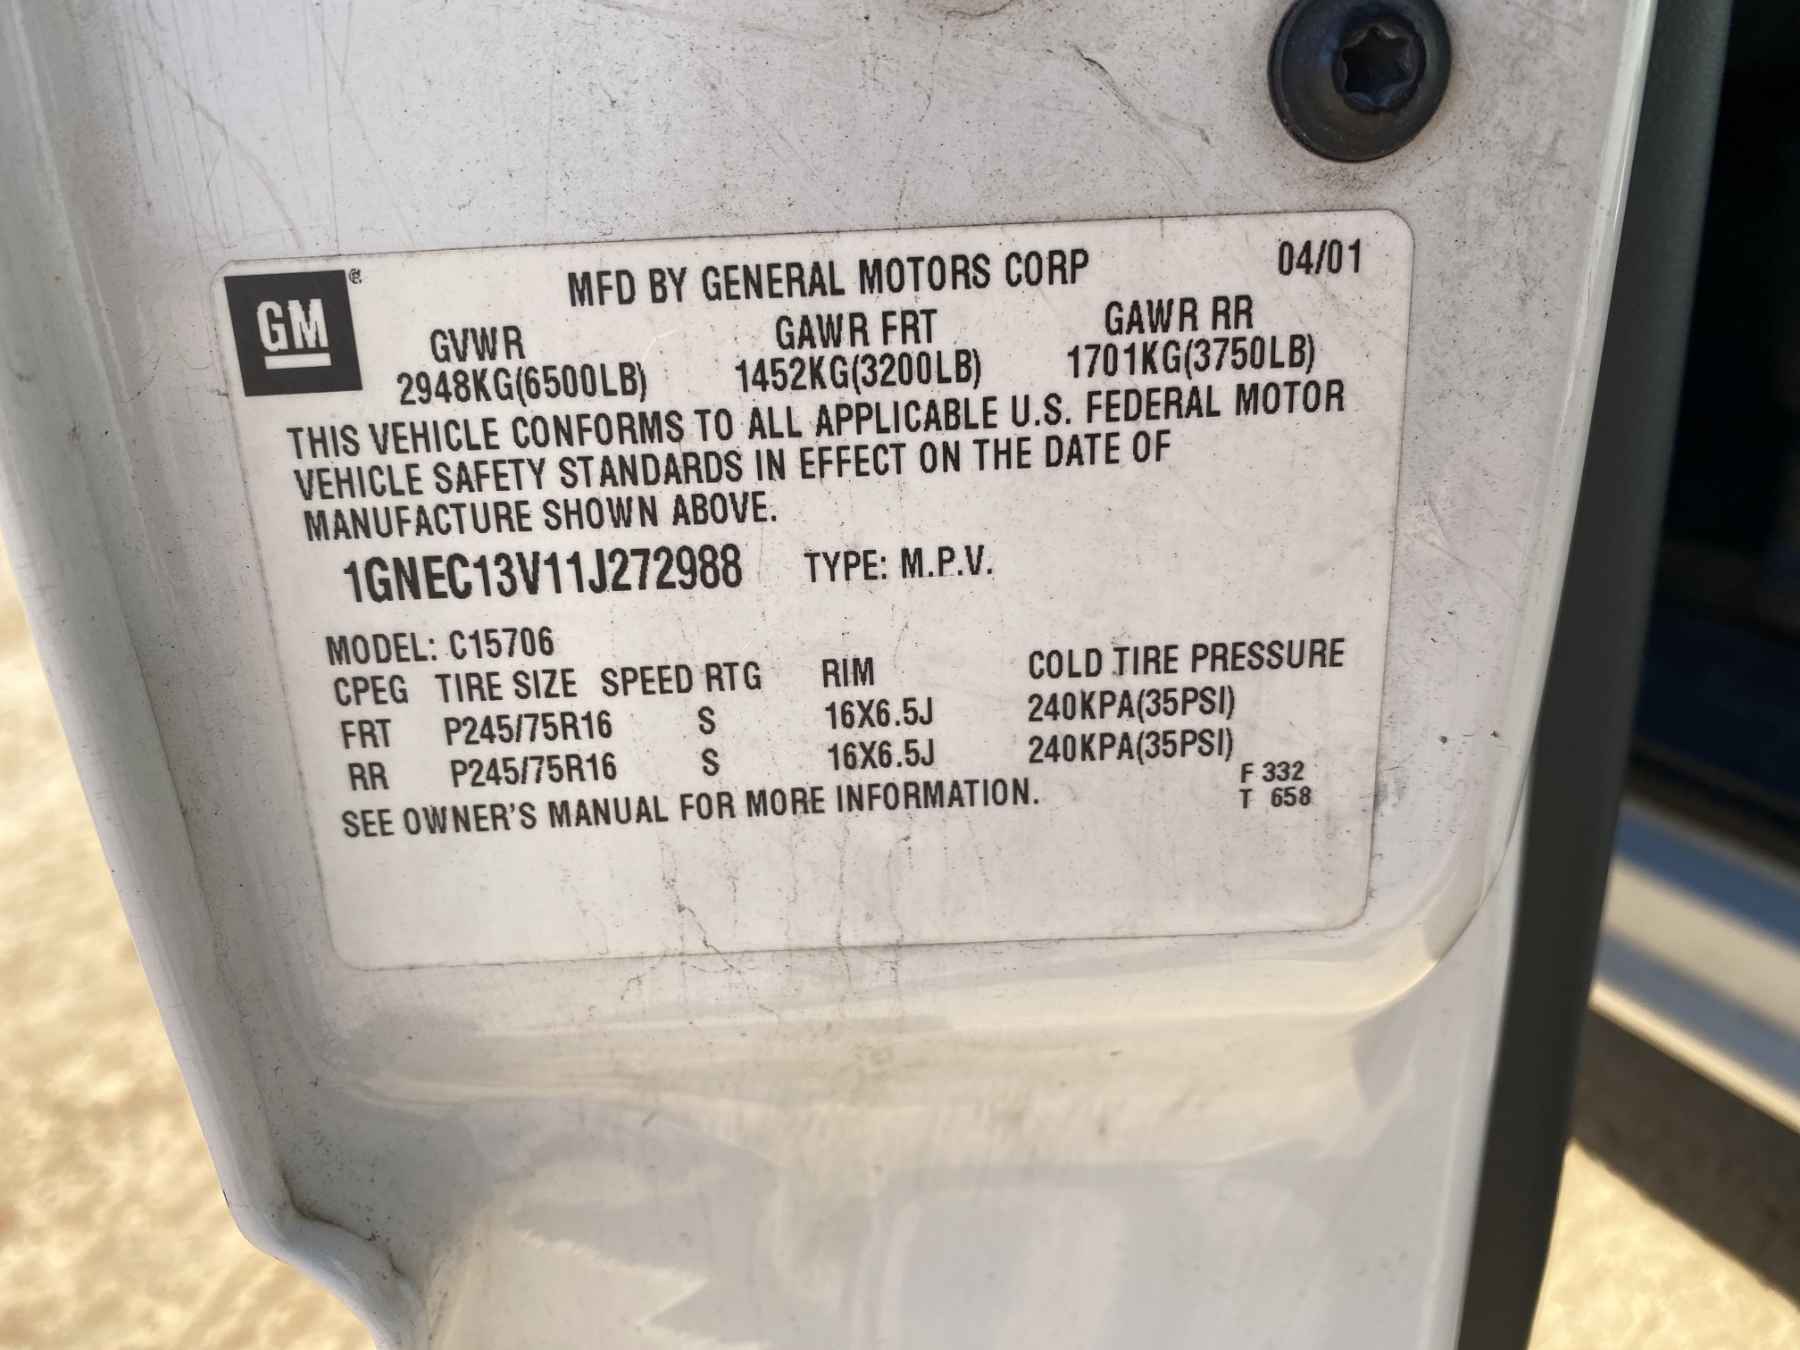 GM ®
MFD BY GENERAL MOTORS CORP 04/01
GVWR GAWR FRT GAWR RR
2948KG(6500LB) 1452KG(3200LB) 1701KG(3750LB)
THIS VEHICLE CONFORMS TO ALL APPLICABLE U.S. FEDERAL MOTOR
VEHICLE SAFETY STANDARDS IN EFFECT ON THE DATE OF
MANUFACTURE SHOWN ABOVE.
1GNEC13V11J272988 TYPE: M.P.V.
MODEL: C15706
CPEG TIRE SIZE SPEED RTG RIM COLD TIRE PRESSURE
FRT P245/75R16 S 16X6.5J 240KPA(35PSI)
RR P245/75R16 S 16X6.5J 240KPA(35PSI)
SEE OWNER'S MANUAL FOR MORE INFORMATION.
F 332
T 658